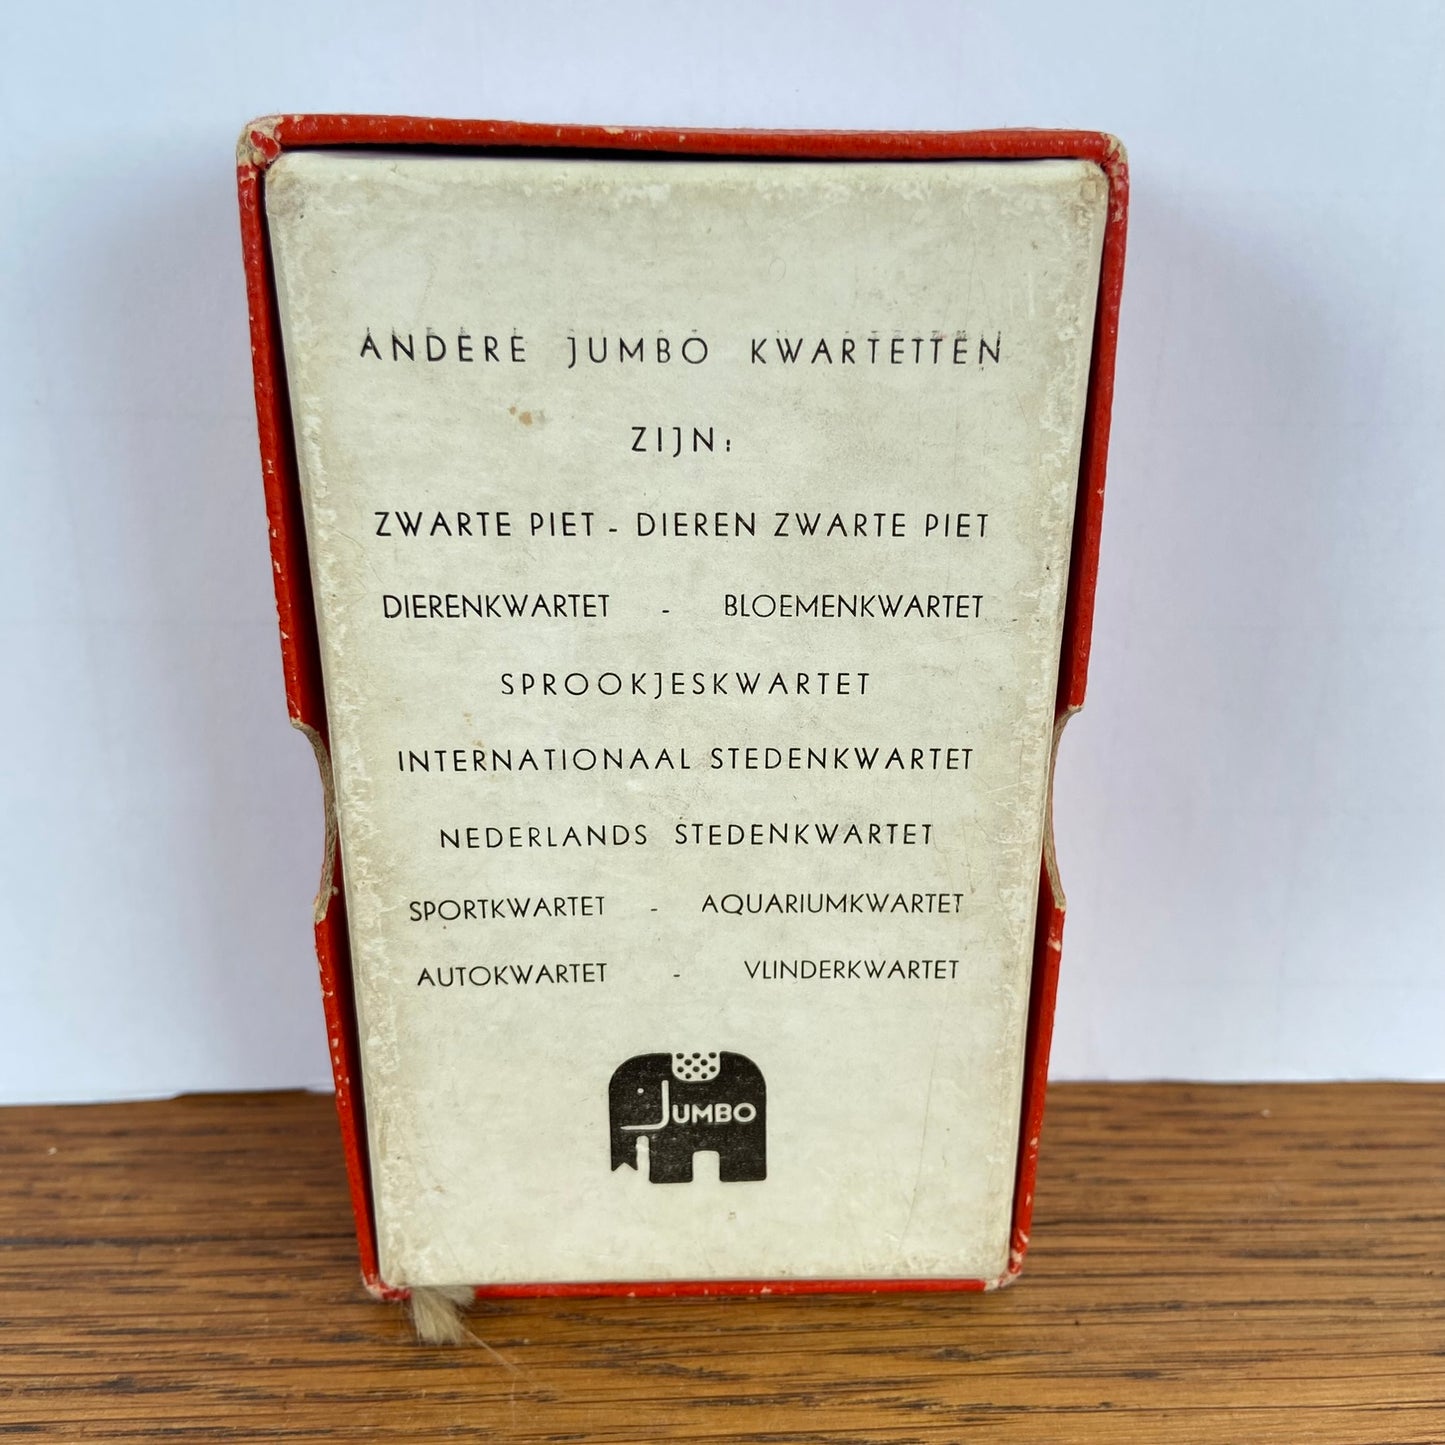 ANDERE JUMBO KWARTETTEN
ZIJN:
ZWARTE PIET - DIEREN ZWARTE PIET
DIERENKWARTET - BLOEMENKWARTET
SPROOKJESKWARTET
INTERNATIONAAL STEDENKWARTET
NEDERLANDS STEDENKWARTET
SPORTKWARTET - AQUARIUMKWARTET
AUTOKWARTET - VLINDERKWARTET
JUMBO